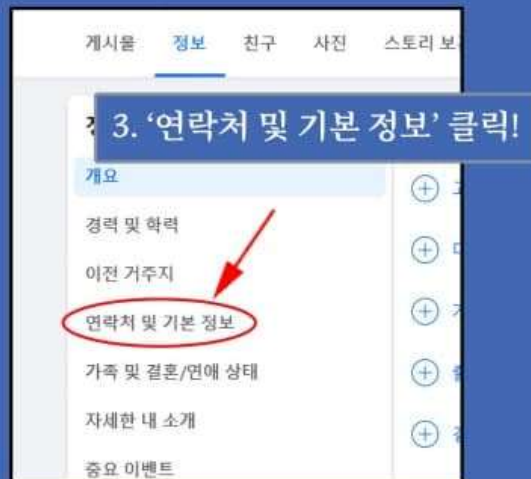 게시물 정보 친구 사진 스토리 보
3. ‘연락처 및 기본 정보’ 클릭!
개요
경력 및 학력
이전 거주지
연락처 및 기본 정보
가족 및 결혼/연애 상태
자세한 내 소개
중요 이벤트